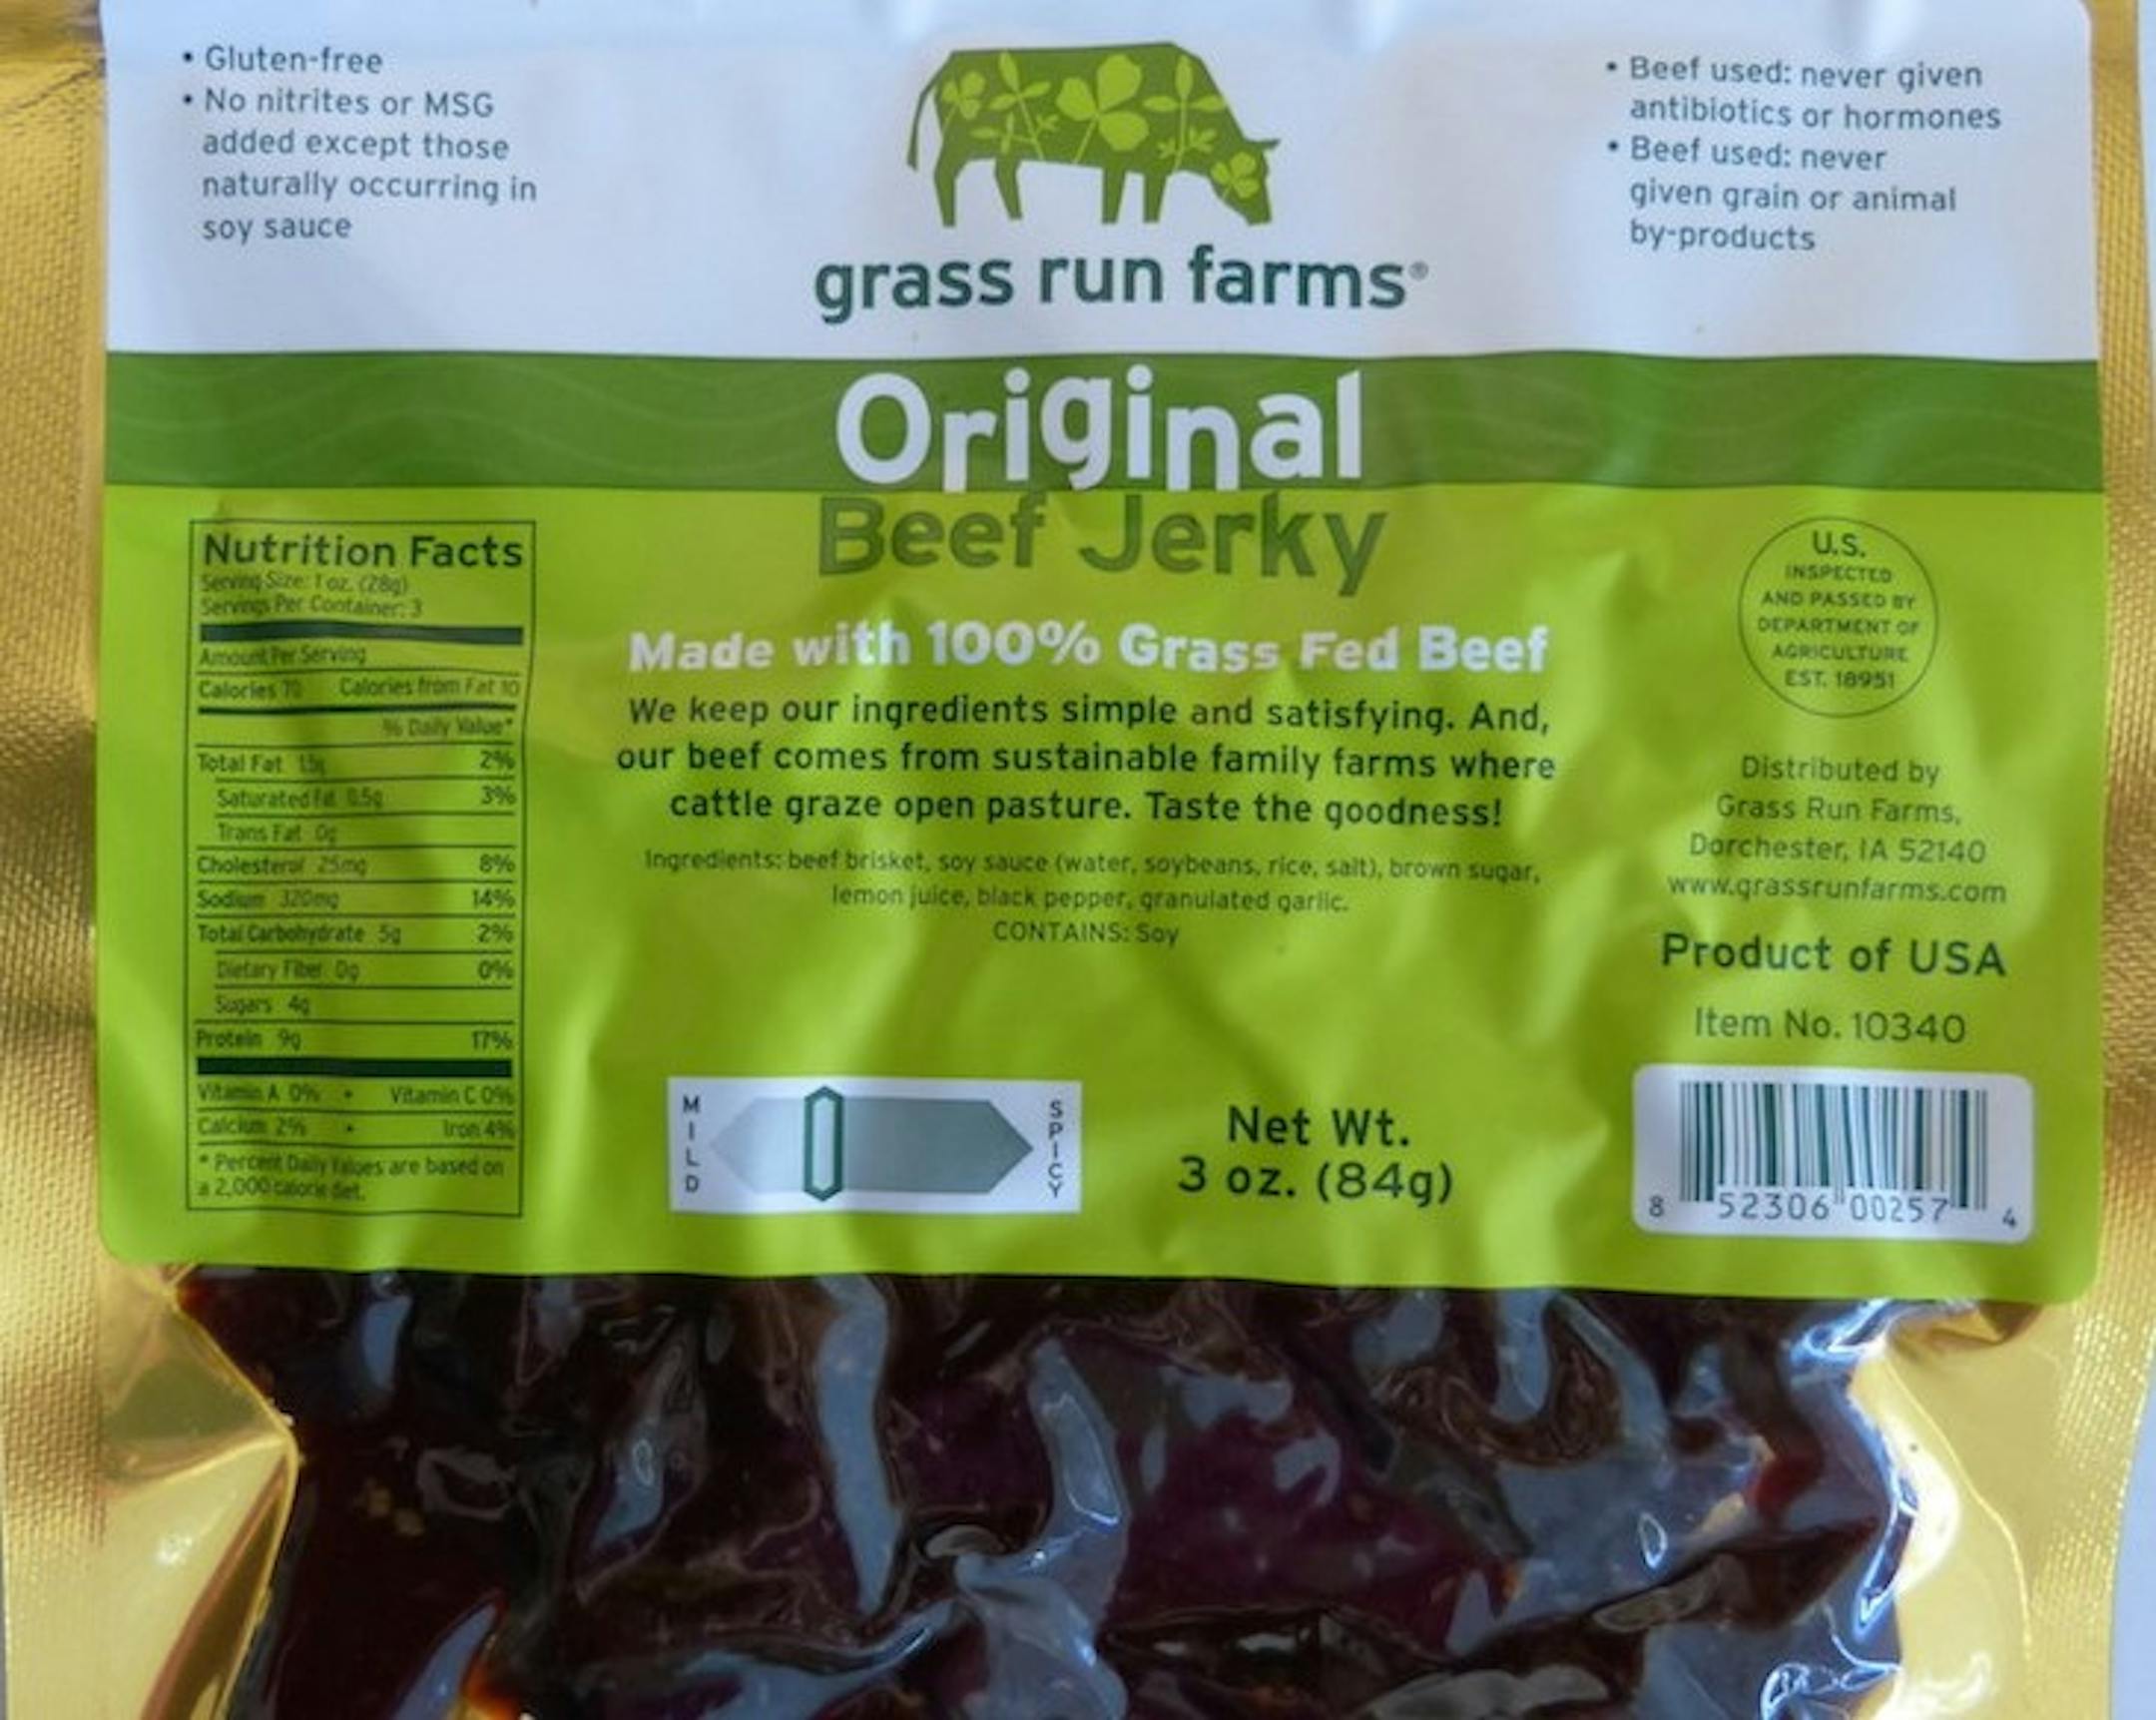 • Gluten-free
• No nitrites or MSG
added except those
naturally occurring in
soy sauce
grass run farms®
• Beef used: never given
antibiotics or hormones
• Beef used: never
given grain or animal
by-products
Original
Beef Jerky
Nutrition Facts
Serving Size: 1 oz. (28g)
Servings Per Container: 3
Amount Per Serving
Calories 70 Calories from Fat 10
% Daily Value*
Total Fat 1.5g 2%
Saturated Fat 0.5g 3%
Trans Fat 0g
Cholesterol 25mg 8%
Sodium 320mg 14%
Total Carbohydrate 5g 2%
Dietary Fiber 0g 0%
Sugars 4g
Protein 9g 17%
Vitamin A 0% • Vitamin C 0%
Calcium 2% • Iron 4%
* Percent Daily Values are based on
a 2,000 calorie diet.
Made with 100% Grass Fed Beef
We keep our ingredients simple and satisfying. And,
our beef comes from sustainable family farms where
cattle graze open pasture. Taste the goodness!
Ingredients: beef brisket, soy sauce (water, soybeans, rice, salt), brown sugar,
lemon juice, black pepper, granulated garlic.
CONTAINS: Soy
MILD
SPICY
Net Wt.
3 oz. (84g)
U.S.
INSPECTED
AND PASSED BY
DEPARTMENT OF
AGRICULTURE
EST. 18951
Distributed by
Grass Run Farms,
Dorchester, IA 52140
www.grassrunfarms.com
Product of USA
Item No. 10340
8 52306 00257 4